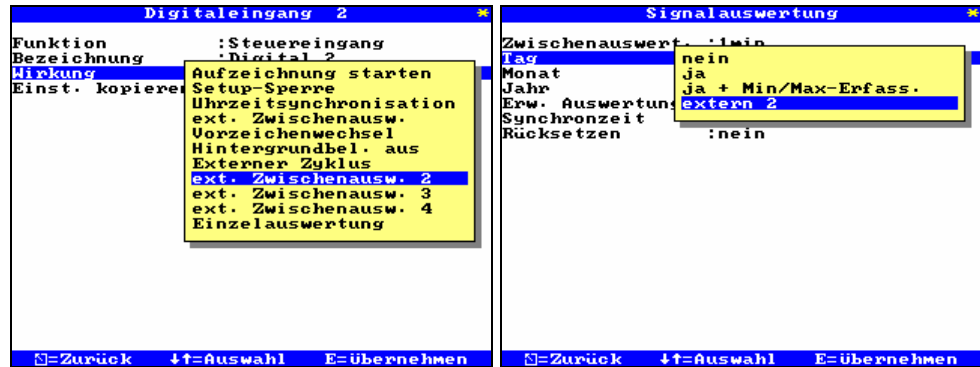 Digitaleingang 2 *
Funktion :Steuereingang
Bezeichnung :Digital 2
Wirkung
Einst. kopieren
Aufzeichnung starten
Setup-Sperre
Uhrzeitsynchronisation
ext. Zwischenausw.
Vorzeichenwechsel
Hintergrundbel. aus
Externer Zyklus
ext. Zwischenausw. 2
ext. Zwischenausw. 3
ext. Zwischenausw. 4
Einzelauswertung
=Zurück ↓↑=Auswahl E=Übernehmen
Signalauswertung *
Zwischenauswert. :1min
Tag
Monat
Jahr
Erw. Auswertung
Synchronzeit
Rücksetzen :nein
nein
ja
ja + Min/Max-Erfass.
extern 2
=Zurück ↓↑=Auswahl E=Übernehmen